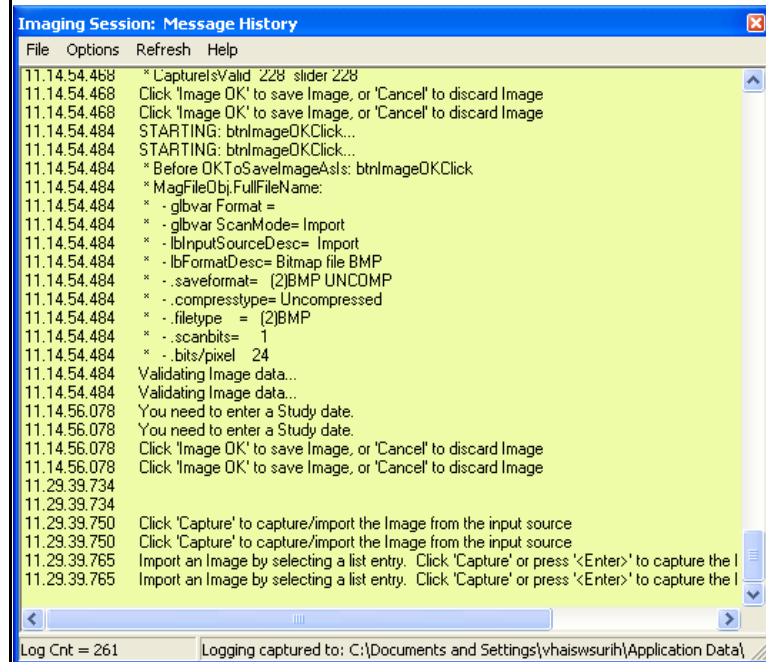 Imaging Session: Message History
File Options Refresh Help
11.14.54.468 * CaptureIsValid 228 slider 228
11.14.54.468 Click 'Image OK' to save Image, or 'Cancel' to discard Image
11.14.54.468 Click 'Image OK' to save Image, or 'Cancel' to discard Image
11.14.54.484 STARTING: btnImageOKClick...
11.14.54.484 STARTING: btnImageOKClick...
11.14.54.484 * Before OKToSaveImageAsIs: btnImageOKClick
11.14.54.484 * MagFileObj.FullFileName:
11.14.54.484 * - glbvar Format =
11.14.54.484 * - glbvar ScanMode= Import
11.14.54.484 * - lbInputSourceDesc= Import
11.14.54.484 * - lbFormatDesc= Bitmap file BMP
11.14.54.484 * - .saveformat= (2)BMP UNCOMP
11.14.54.484 * - .compresstype= Uncompressed
11.14.54.484 * - .filetype = (2)BMP
11.14.54.484 * - .scanbits= 1
11.14.54.484 * - .bits/pixel 24
11.14.54.484 Validating Image data...
11.14.54.484 Validating Image data...
11.14.56.078 You need to enter a Study date.
11.14.56.078 You need to enter a Study date.
11.14.56.078 Click 'Image OK' to save Image, or 'Cancel' to discard Image
11.14.56.078 Click 'Image OK' to save Image, or 'Cancel' to discard Image
11.29.39.734
11.29.39.734
11.29.39.750 Click 'Capture' to capture/import the Image from the input source
11.29.39.750 Click 'Capture' to capture/import the Image from the input source
11.29.39.765 Import an Image by selecting a list entry. Click 'Capture' or press '<Enter>' to capture the I
11.29.39.765 Import an Image by selecting a list entry. Click 'Capture' or press '<Enter>' to capture the I
Log Cnt = 261 Logging captured to: C:\Documents and Settings\vhaiswsurih\Application Data\